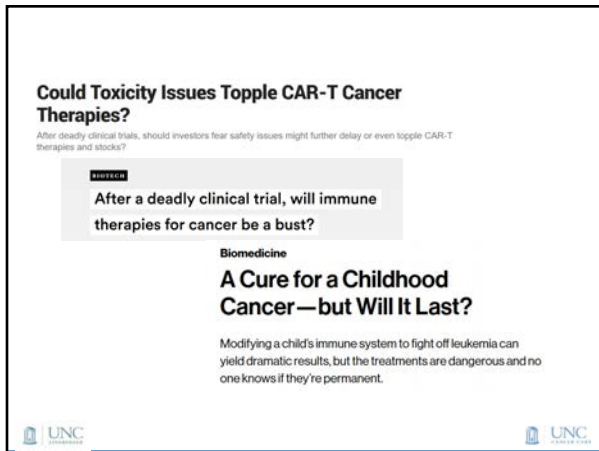 Could Toxicity Issues Topple CAR-T Cancer
Therapies?
After deadly clinical trials, should investors fear safety issues might further delay or even topple CAR-T
therapies and stocks?
BIOTECH
After a deadly clinical trial, will immune
therapies for cancer be a bust?
Biomedicine
A Cure for a Childhood
Cancer—but Will It Last?
Modifying a child's immune system to fight off leukemia can
yield dramatic results, but the treatments are dangerous and no
one knows if they're permanent.
UNC
LINEBERGER
UNC
CANCER CARE